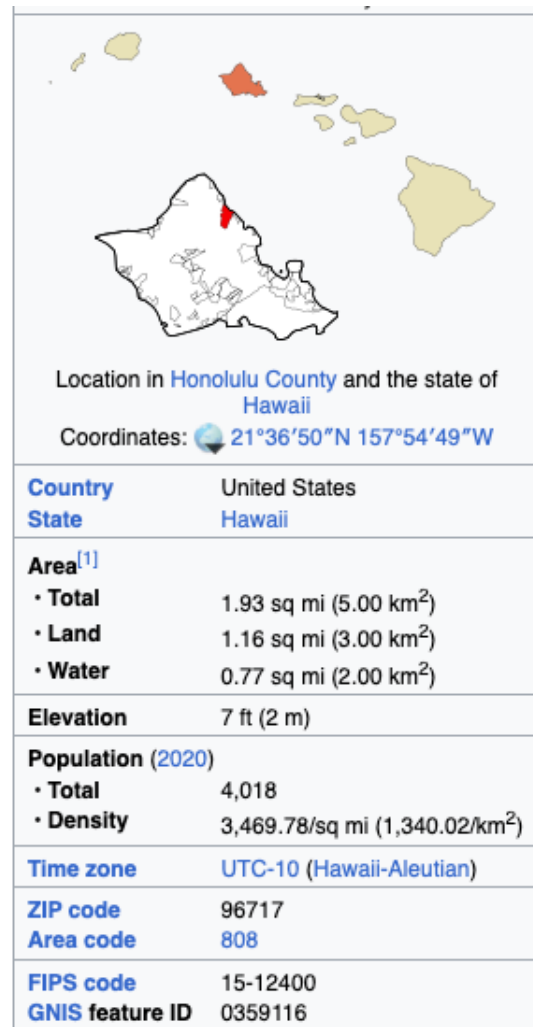 Location in Honolulu County and the state of
Hawaii
Coordinates: 21°36′50″N 157°54′49″W
Country United States
State Hawaii
Area[1]
• Total 1.93 sq mi (5.00 km2)
• Land 1.16 sq mi (3.00 km2)
• Water 0.77 sq mi (2.00 km2)
Elevation 7 ft (2 m)
Population (2020)
• Total 4,018
• Density 3,469.78/sq mi (1,340.02/km2)
Time zone UTC-10 (Hawaii-Aleutian)
ZIP code 96717
Area code 808
FIPS code 15-12400
GNIS feature ID 0359116